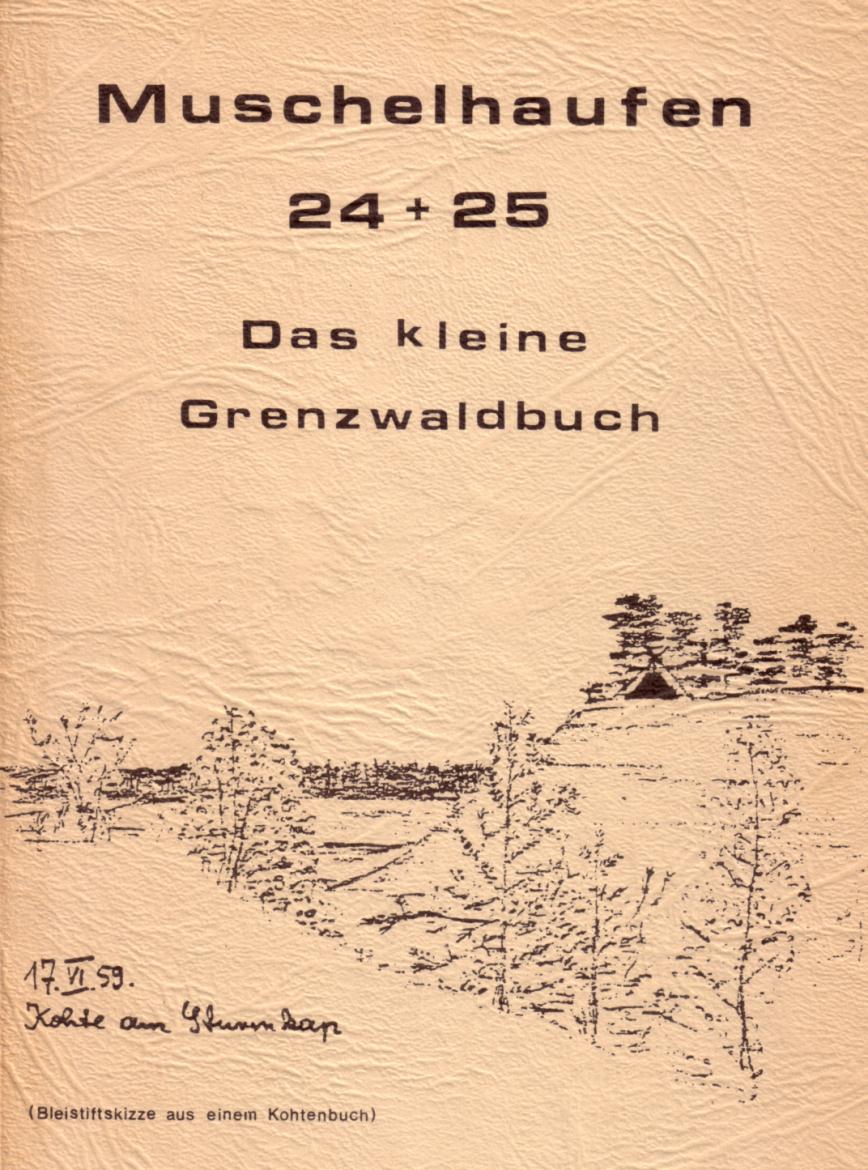 Muschelhaufen
24 + 25
Das kleine
Grenzwaldbuch
17. VI. 59.
Kohte am Sturmkap
(Bleistiftskizze aus einem Kohtenbuch)